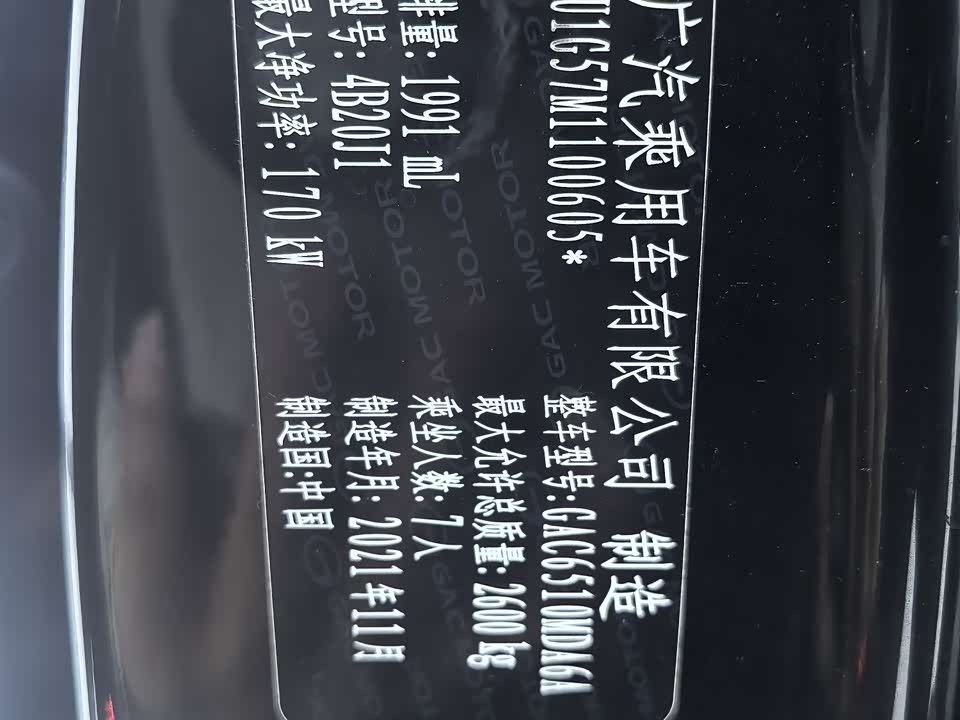 广汽乘用车有限公司 制造
U1G57M1100605*
整车型号:GAC6510MDA6A
最大允许总质量: 2600 kg
排量: 1991 mL
乘坐人数: 7人
型号: 4B20J1
制造年月: 2021年11月
最大净功率: 170 kW
制造国:中国
GAC MOTOR